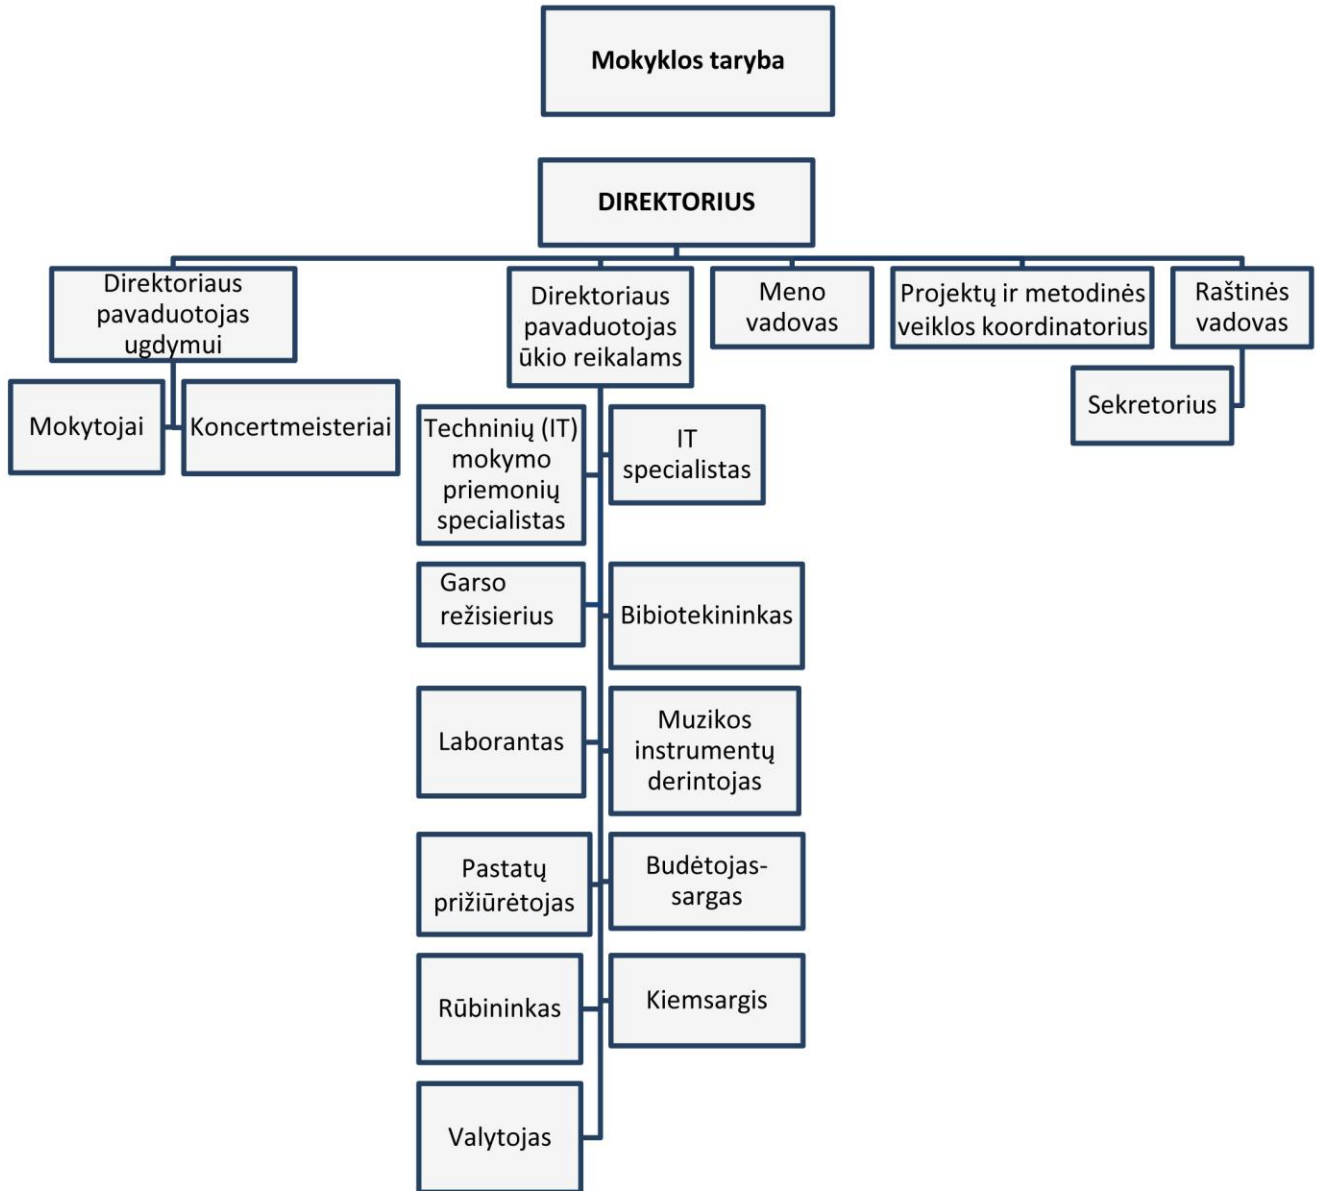 Mokyklos taryba
DIREKTORIUS
Direktoriaus
pavaduotojas
ugdymui
Direktoriaus
pavaduotojas
ūkio reikalams
Meno
vadovas
Projektų ir metodinės
veiklos koordinatorius
Raštinės
vadovas
Mokytojai
Koncertmeisteriai
Sekretorius
Techninių (IT)
mokymo
priemonių
specialistas
IT
specialistas
Garso
režisierius
Bibiotekininkas
Laborantas
Muzikos
instrumentų
derintojas
Pastatų
prižiūrėtojas
Budėtojas-
sargas
Rūbininkas
Kiemsargis
Valytojas